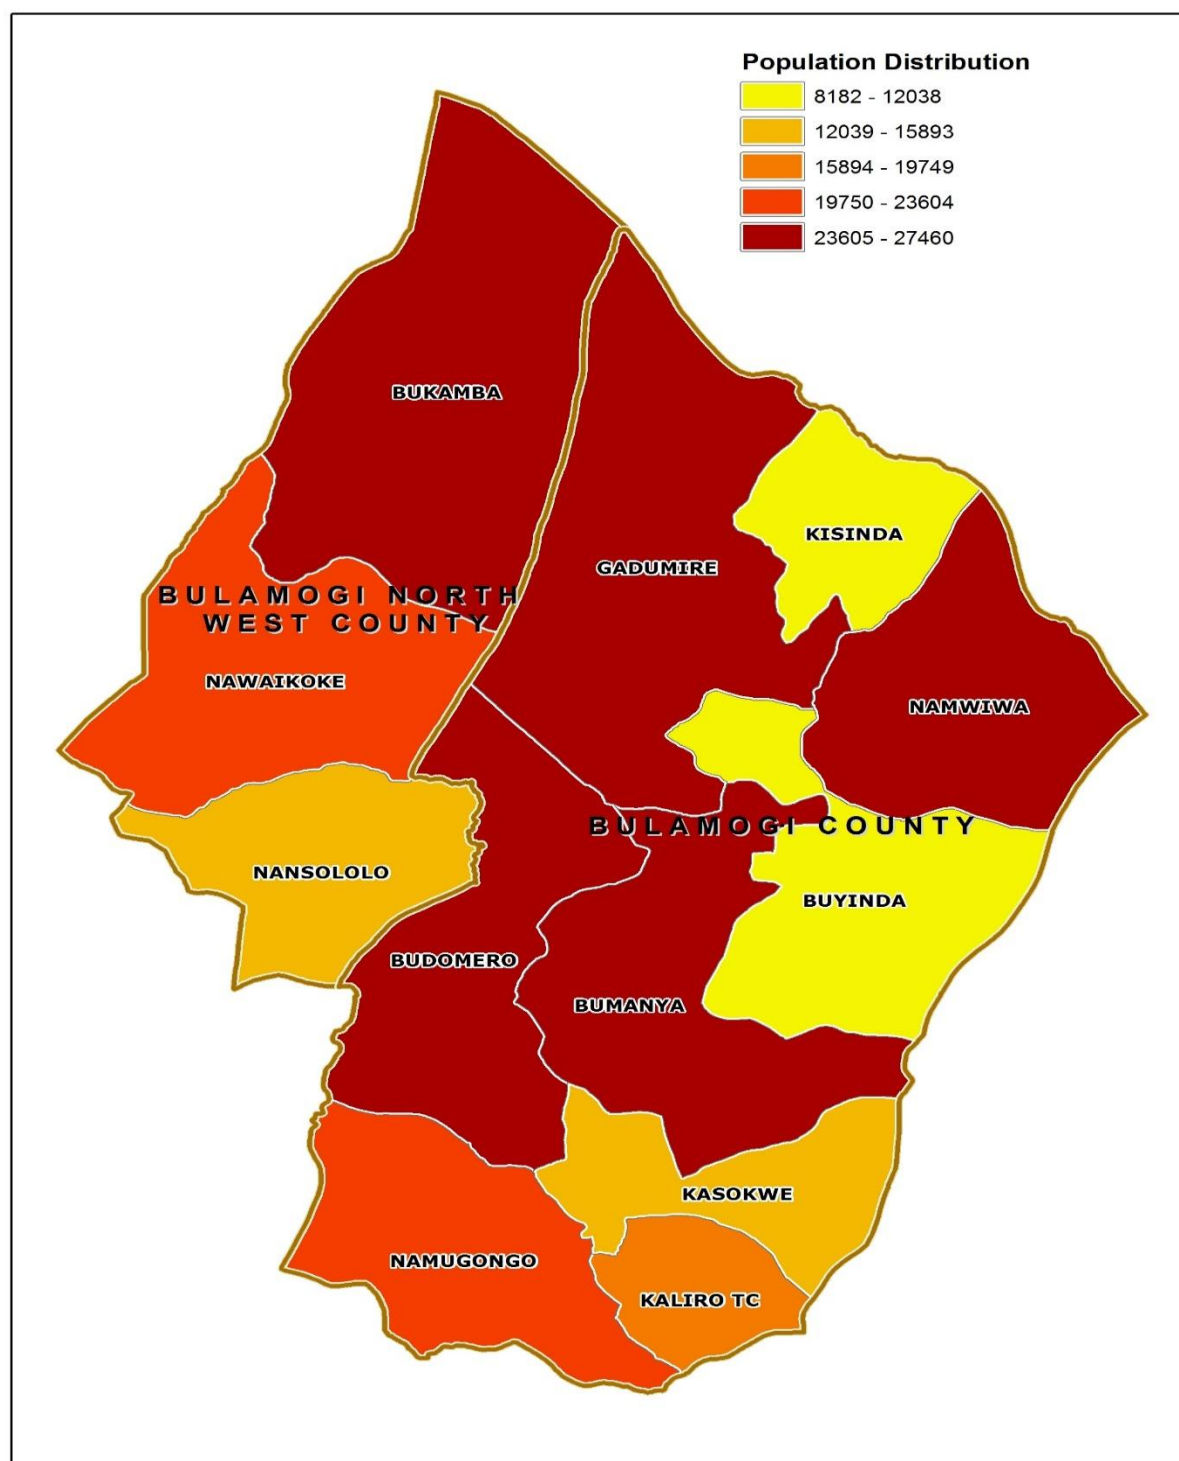 Population Distribution
8182 - 12038
12039 - 15893
15894 - 19749
19750 - 23604
23605 - 27460
BUKAMBA
KISINDA
GADUMIRE
BULAMOGI NORTH
WEST COUNTY
NAWAIKOKE
NAMWIWA
BULAMOGI COUNTY
NANSOLOLO
BUYINDA
BUDOMERO
BUMANYA
KASOKWE
NAMUGONGO
KALIRO TC